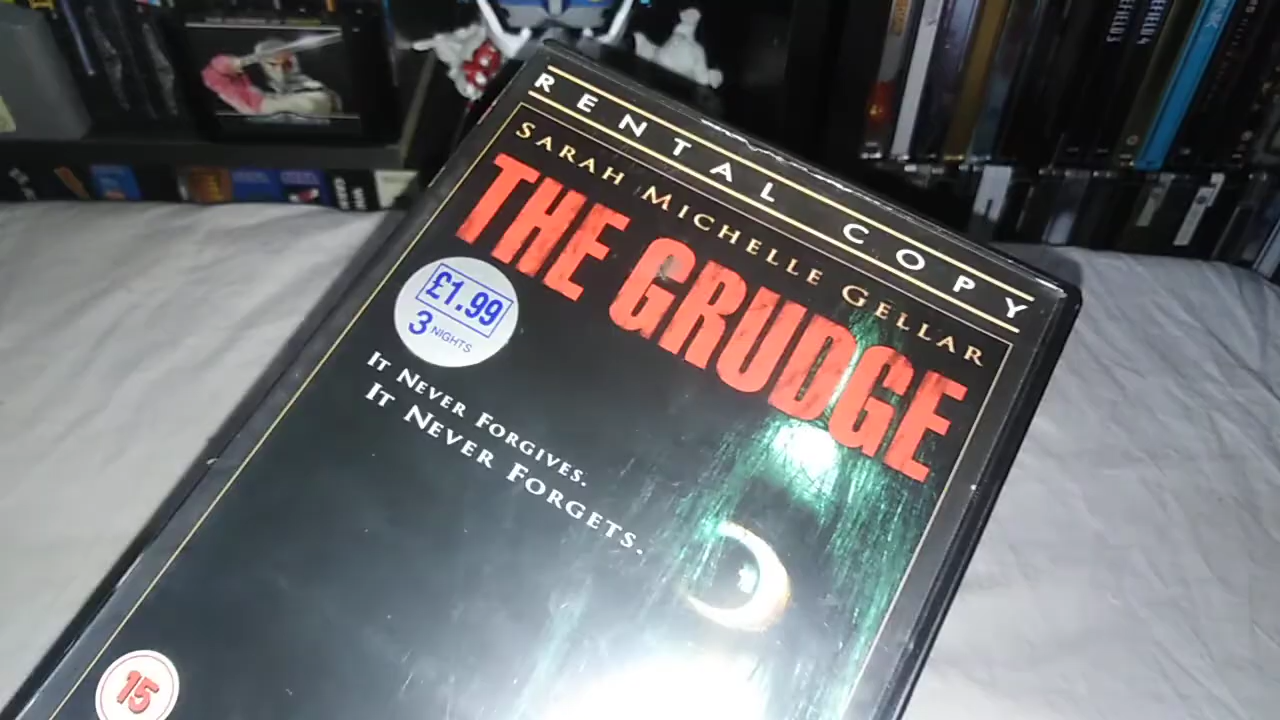 RENTAL COPY
SARAH MICHELLE GELLAR
THE GRUDGE
£1.99
3 NIGHTS
IT NEVER FORGIVES.
IT NEVER FORGETS.
15